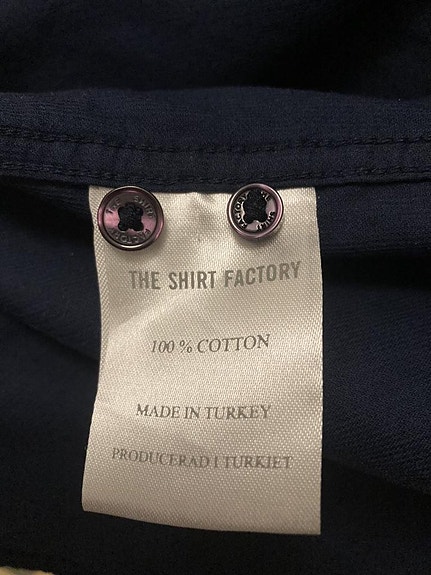 THE SHIRT FACTORY
100 % COTTON
MADE IN TURKEY
PRODUCERAD I TURKIET